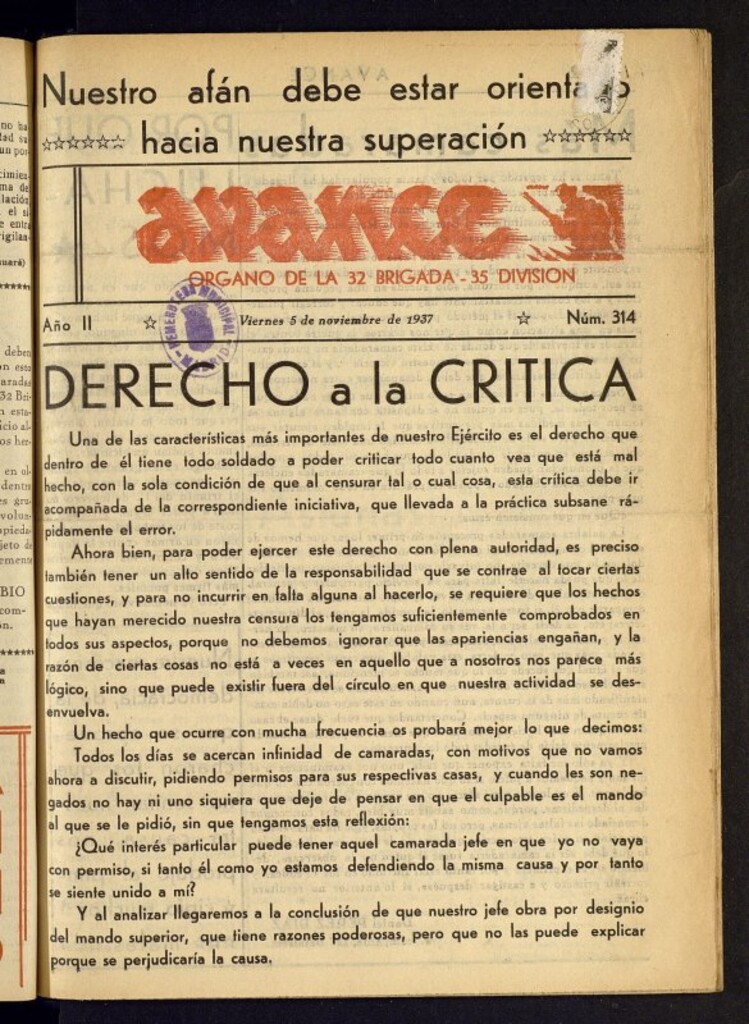 Nuestro afán debe estar orienta o
☆☆☆☆☆☆ hacia nuestra superación ☆☆☆☆☆☆
avance
ORGANO DE LA 32 BRIGADA - 35 DIVISION
Año II ☆ Viernes 5 de noviembre de 1937 ☆ Núm. 314
HEMEROTECA MUNICIPAL
MADRID
DERECHO a la CRITICA
Una de las características más importantes de nuestro Ejército es el derecho que
dentro de él tiene todo soldado a poder criticar todo cuanto vea que está mal
hecho, con la sola condición de que al censurar tal o cual cosa, esta crítica debe ir
acompañada de la correspondiente iniciativa, que llevada a la práctica subsane rá-
pidamente el error.
Ahora bien, para poder ejercer este derecho con plena autoridad, es preciso
también tener un alto sentido de la responsabilidad que se contrae al tocar ciertas
cuestiones, y para no incurrir en falta alguna al hacerlo, se requiere que los hechos
que hayan merecido nuestra censura los tengamos suficientemente comprobados en
todos sus aspectos, porque no debemos ignorar que las apariencias engañan, y la
razón de ciertas cosas no está a veces en aquello que a nosotros nos parece más
lógico, sino que puede existir fuera del círculo en que nuestra actividad se des-
envuelva.
Un hecho que ocurre con mucha frecuencia os probará mejor lo que decimos:
Todos los días se acercan infinidad de camaradas, con motivos que no vamos
ahora a discutir, pidiendo permisos para sus respectivas casas, y cuando les son ne-
gados no hay ni uno siquiera que deje de pensar en que el culpable es el mando
al que se le pidió, sin que tengamos esta reflexión:
¿Qué interés particular puede tener aquel camarada jefe en que yo no vaya
con permiso, si tanto él como yo estamos defendiendo la misma causa y por tanto
se siente unido a mí?
Y al analizar llegaremos a la conclusión de que nuestro jefe obra por designio
del mando superior, que tiene razones poderosas, pero que no las puede explicar
porque se perjudicaría la causa.